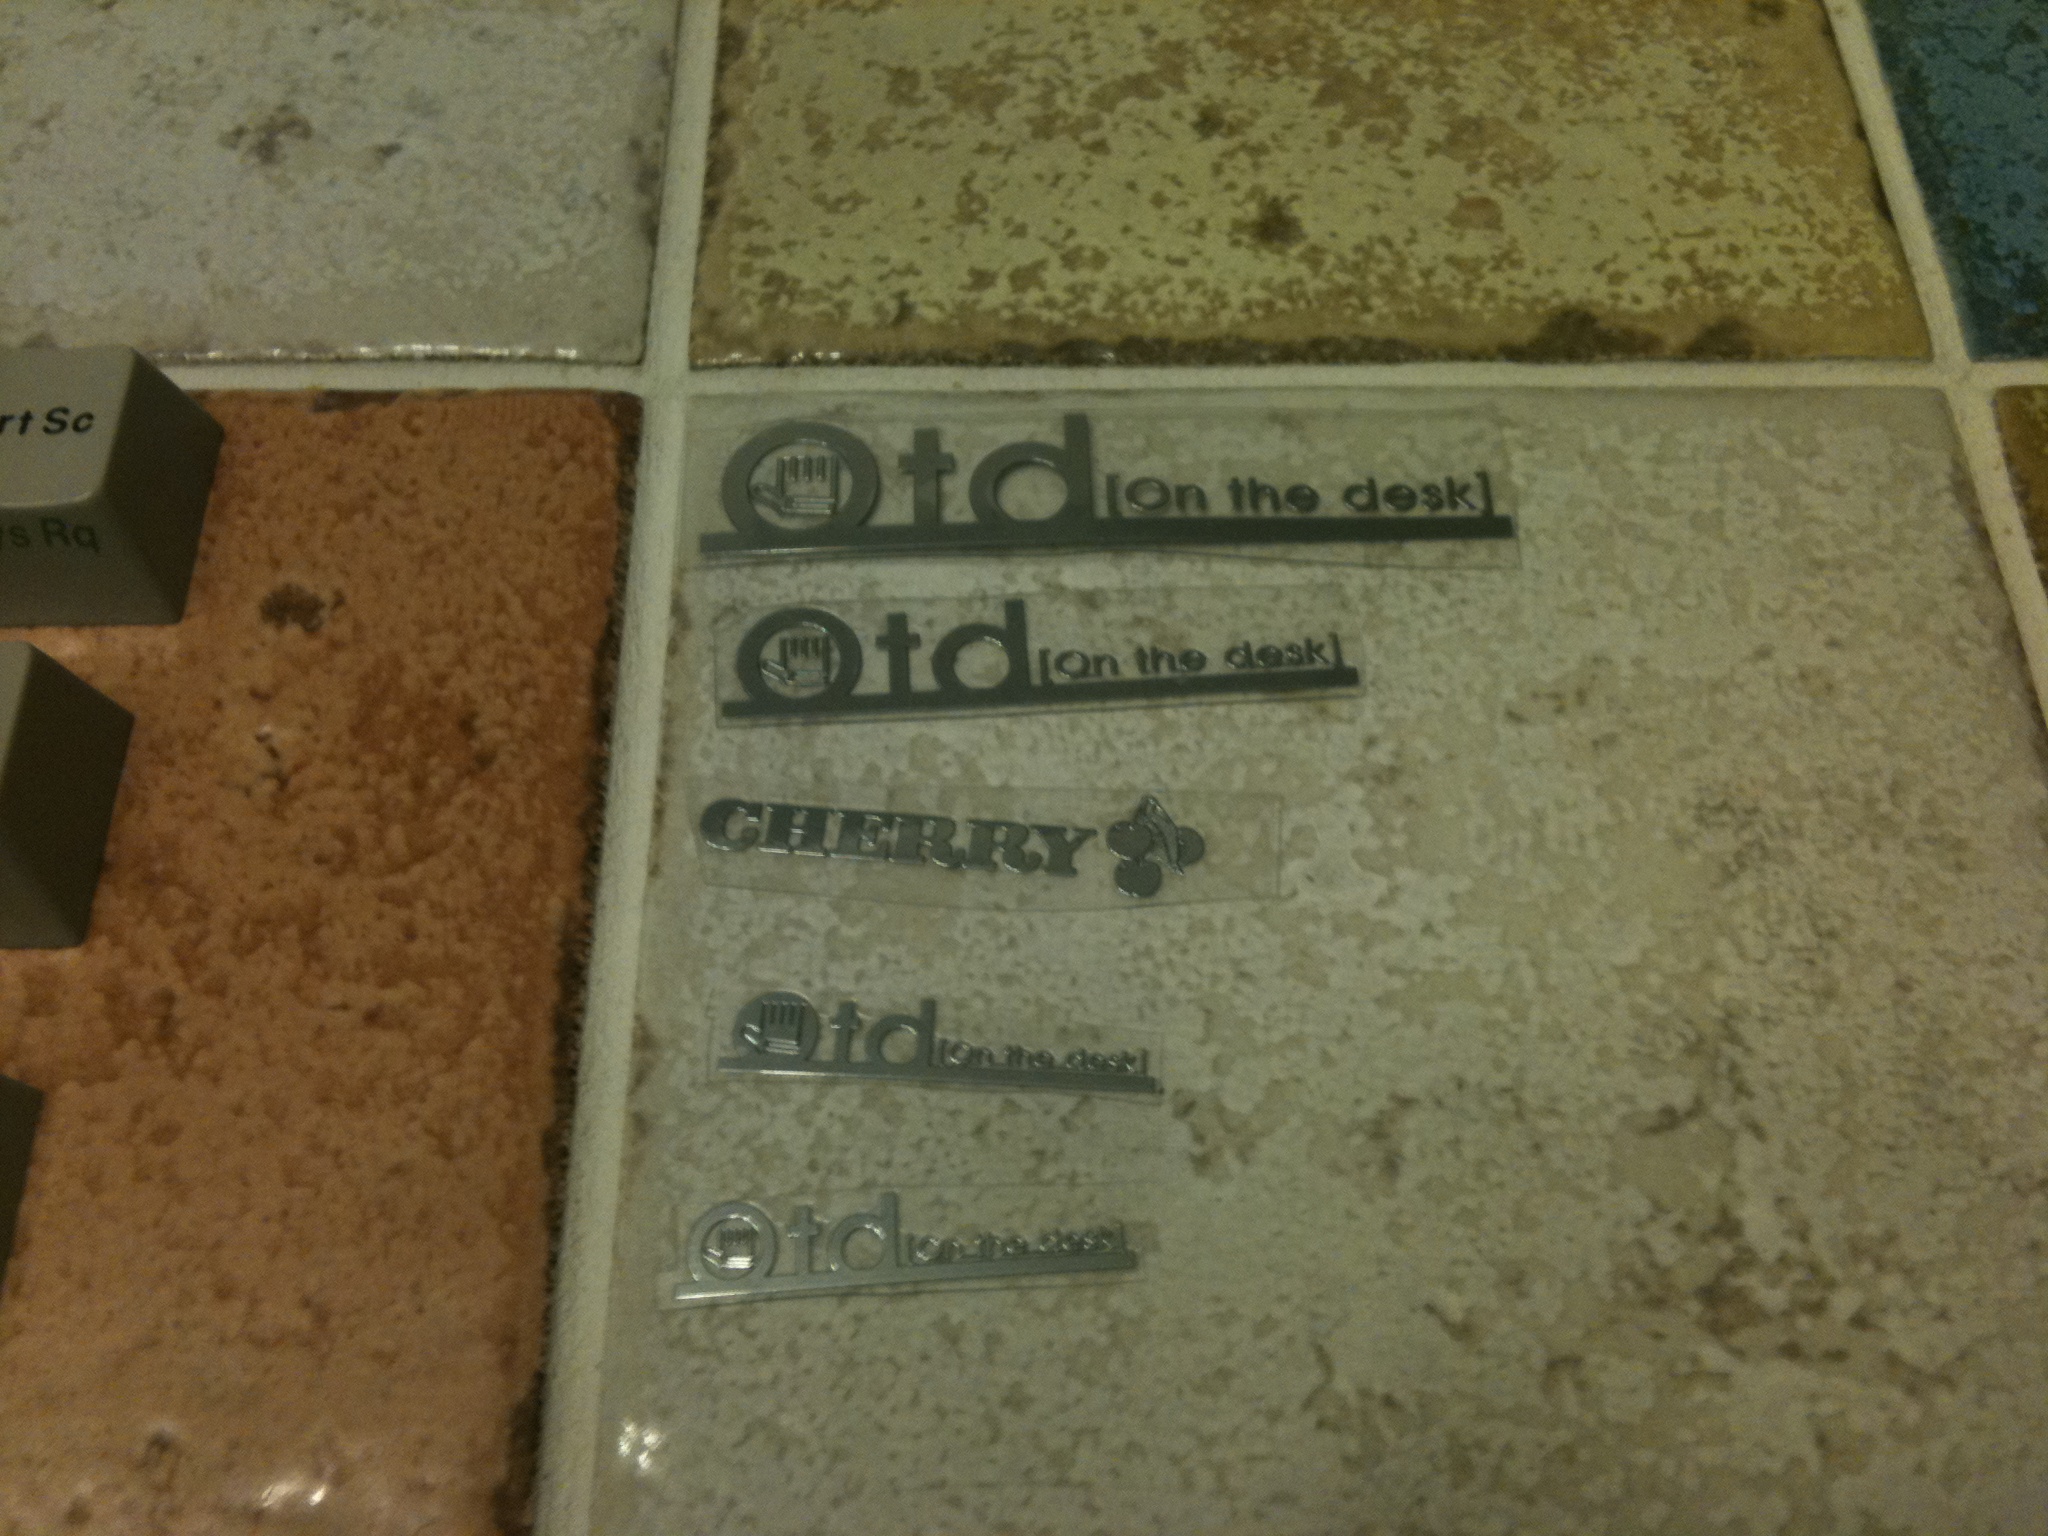 rt Sc
ys Rq
Otd [On the desk]
Otd [On the desk]
CHERRY
Otd [On the desk]
Otd [On the desk]